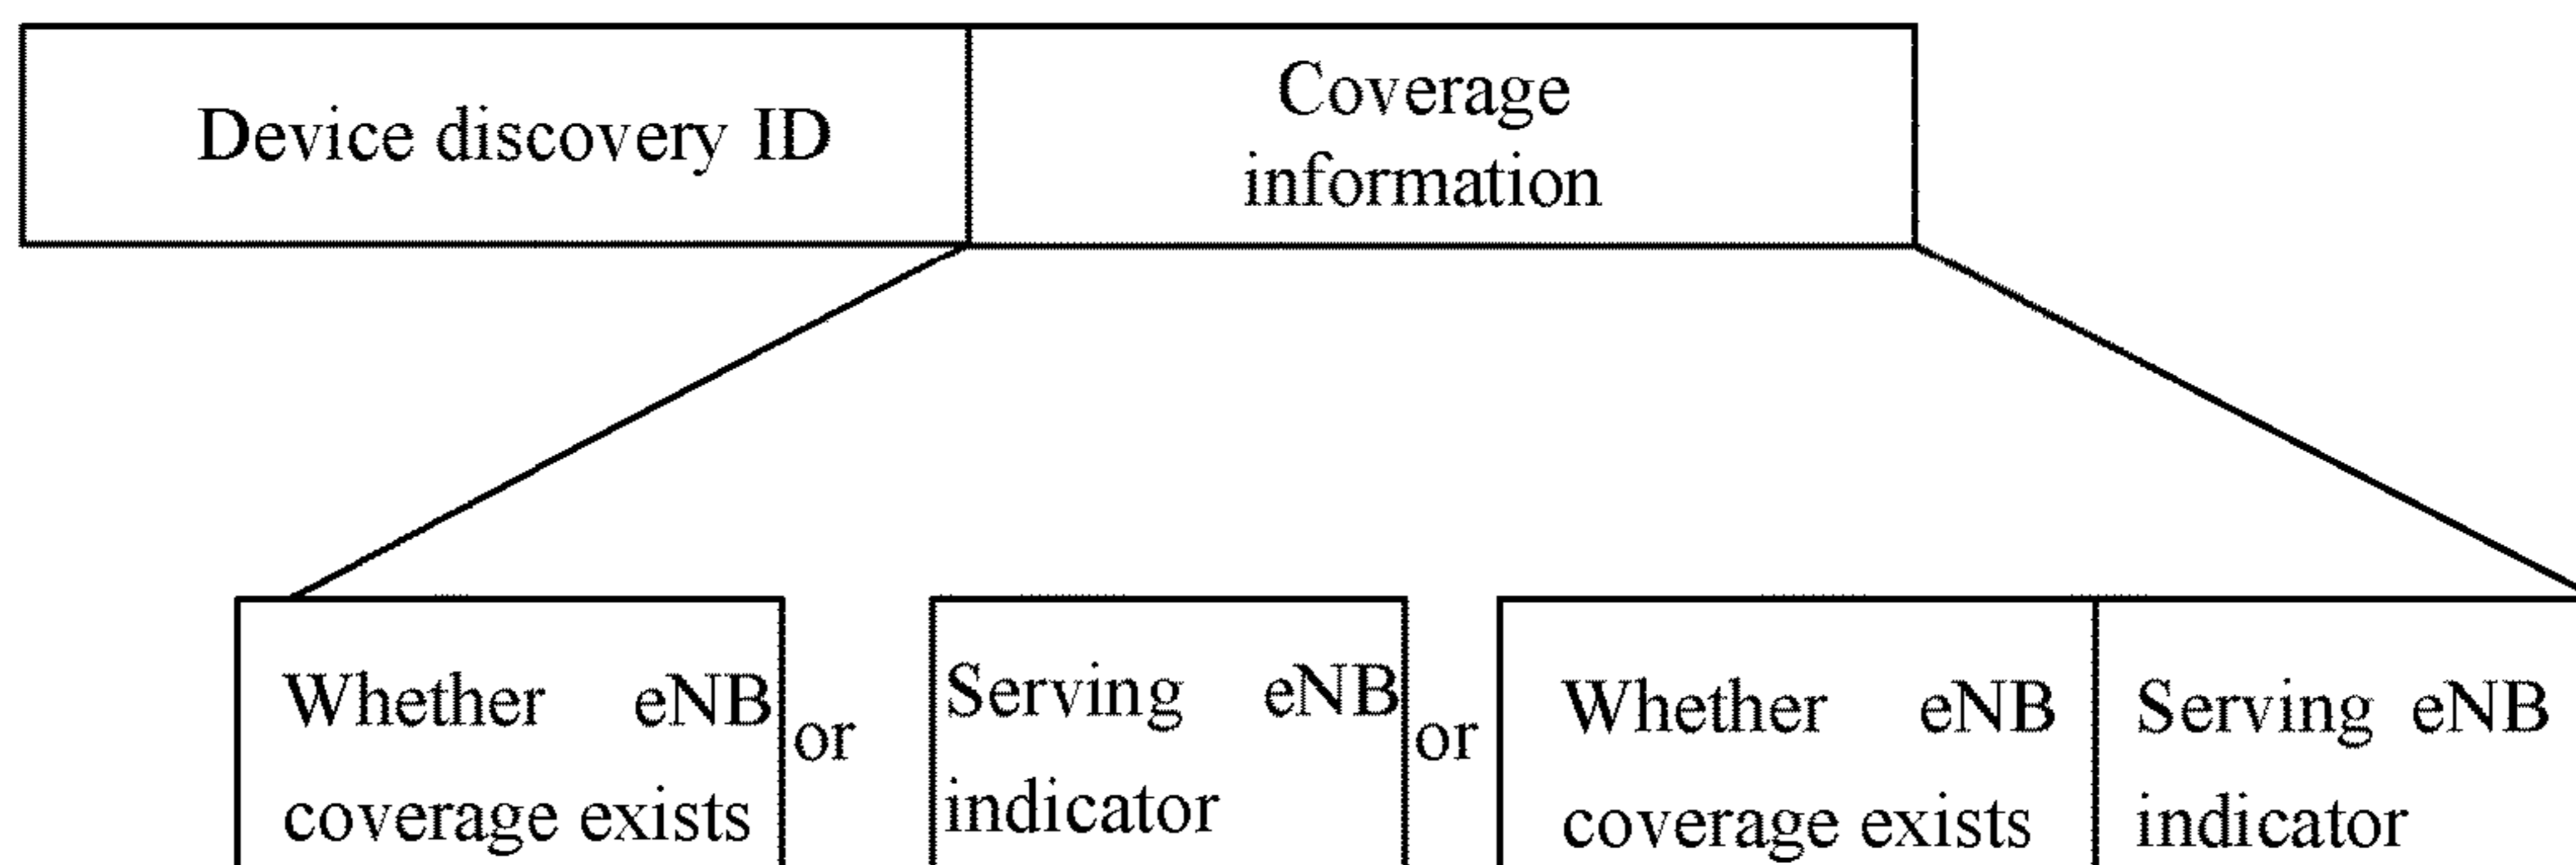 Device discovery ID
Coverage
information
Whether eNB
coverage exists
or
Serving eNB
indicator
or
Whether eNB
coverage exists
Serving eNB
indicator